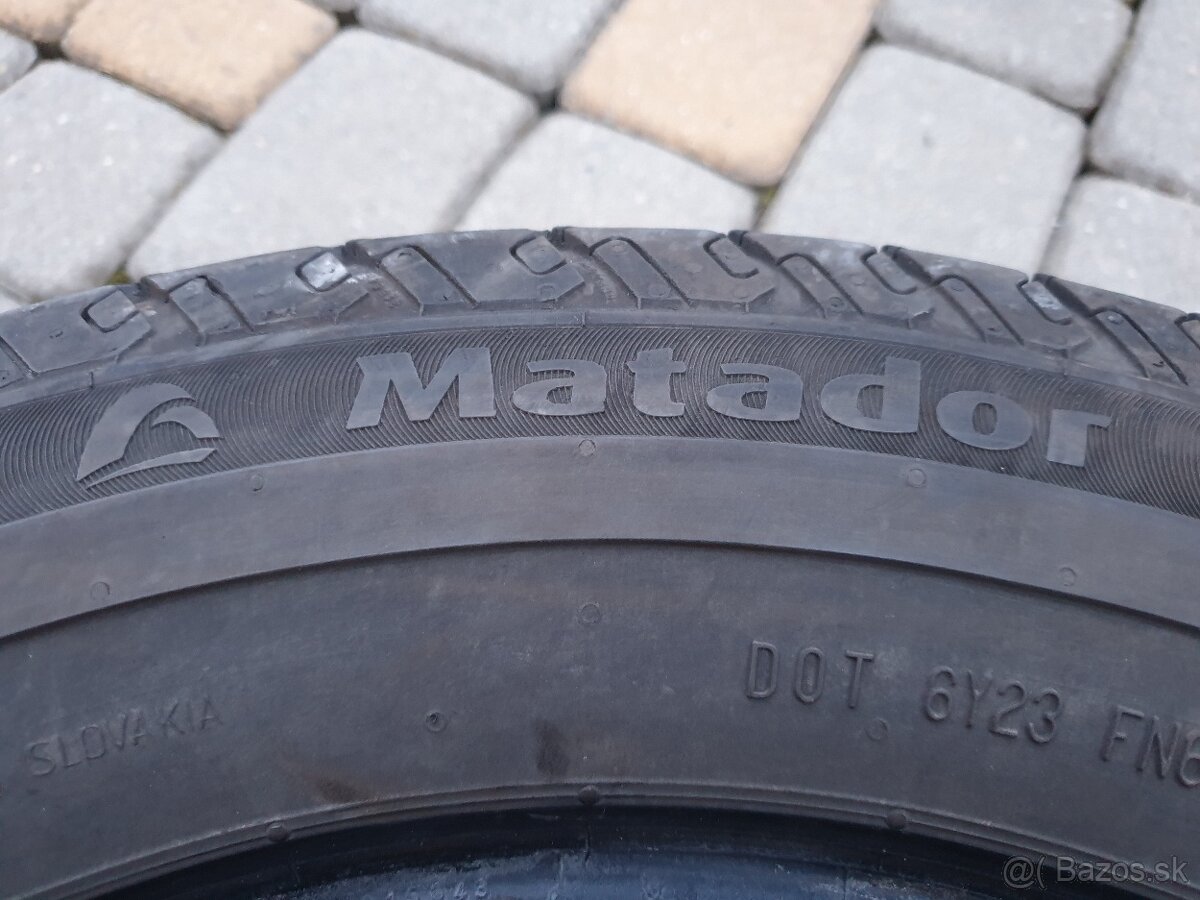 Matador
DOT 6Y23 FN6
SLOVAKIA
@( Bazos.sk